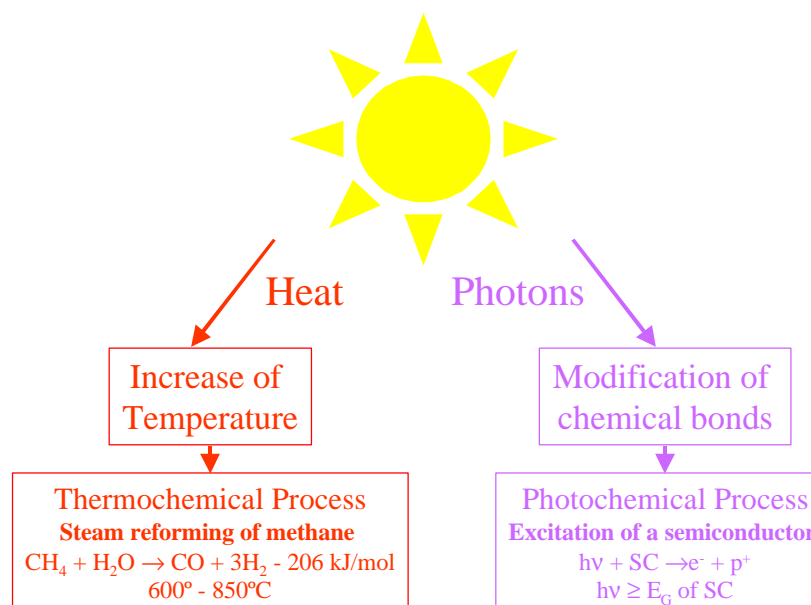 Heat
Photons
Increase of
Temperature
Modification of
chemical bonds
Thermochemical Process
Steam reforming of methane
CH₄ + H₂O → CO + 3H₂ - 206 kJ/mol
600º - 850ºC
Photochemical Process
Excitation of a semiconductor
hν + SC →e⁻ + p⁺
hν ≥ E_G of SC